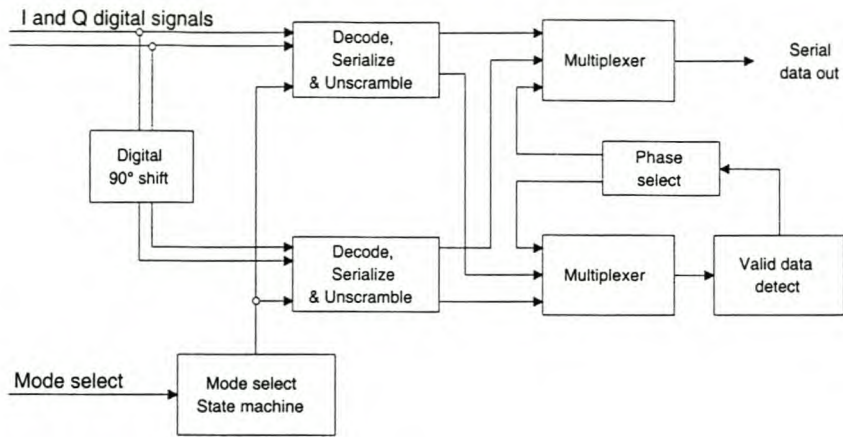 I and Q digital signals
Decode,
Serialize
& Unscramble
Multiplexer
Serial
data out
Digital
90° shift
Phase
select
Decode,
Serialize
& Unscramble
Multiplexer
Valid data
detect
Mode select
Mode select
State machine